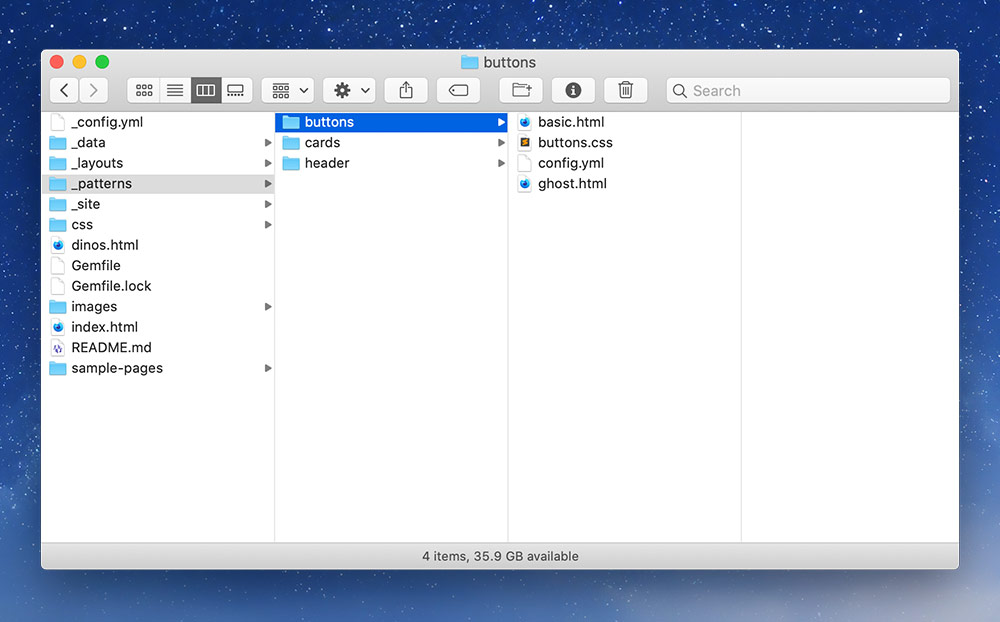 buttons
Search
_config.yml
_data
_layouts
_patterns
_site
css
dinos.html
Gemfile
Gemfile.lock
images
index.html
README.md
sample-pages
buttons
cards
header
basic.html
buttons.css
config.yml
ghost.html
4 items, 35.9 GB available